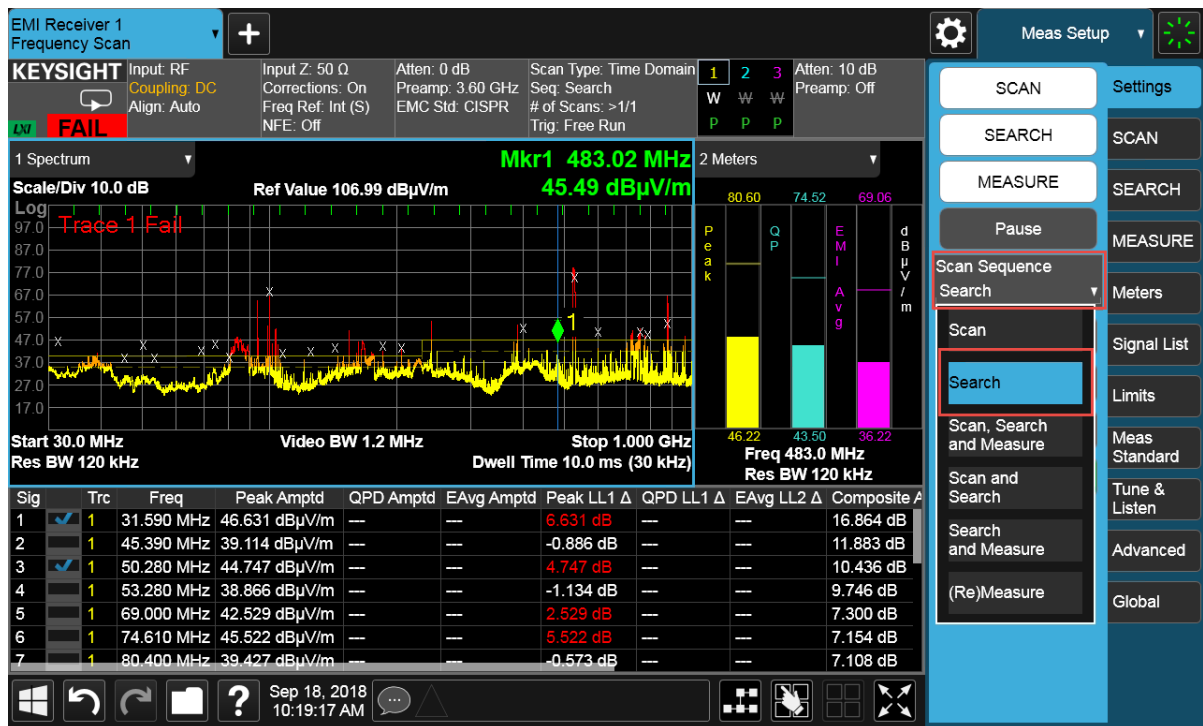 EMI Receiver 1
Frequency Scan
+
Meas Setup
KEYSIGHT
LXI
FAIL
Input: RF
Coupling: DC
Align: Auto
Input Z: 50 Ω
Corrections: On
Freq Ref: Int (S)
NFE: Off
Atten: 0 dB
Preamp: 3.60 GHz
EMC Std: CISPR
Scan Type: Time Domain
Seq: Search
# of Scans: >1/1
Trig: Free Run
1 2 3
W W W
P P P
Atten: 10 dB
Preamp: Off
1 Spectrum
Mkr1 483.02 MHz
45.49 dBµV/m
Scale/Div 10.0 dB
Ref Value 106.99 dBµV/m
Log
Trace 1 Fail
97.0
87.0
77.0
67.0
57.0
47.0
37.0
27.0
17.0
1
Start 30.0 MHz
Video BW 1.2 MHz
Stop 1.000 GHz
Res BW 120 kHz
Dwell Time 10.0 ms (30 kHz)
2 Meters
80.60 74.52 69.06
Peak
QP
EMI Avg
dBµV/m
46.22 43.50 36.22
Freq 483.0 MHz
Res BW 120 kHz
Sig Trc Freq Peak Amptd QPD Amptd EAvg Amptd Peak LL1 Δ QPD LL1 Δ EAvg LL2 Δ Composite A
1 1 31.590 MHz 46.631 dBµV/m --- --- 6.631 dB --- --- 16.864 dB
2 1 45.390 MHz 39.114 dBµV/m --- --- -0.886 dB --- --- 11.883 dB
3 1 50.280 MHz 44.747 dBµV/m --- --- 4.747 dB --- --- 10.436 dB
4 1 53.280 MHz 38.866 dBµV/m --- --- -1.134 dB --- --- 9.746 dB
5 1 69.000 MHz 42.529 dBµV/m --- --- 2.529 dB --- --- 7.300 dB
6 1 74.610 MHz 45.522 dBµV/m --- --- 5.522 dB --- --- 7.154 dB
7 1 80.400 MHz 39.427 dBµV/m --- --- -0.573 dB --- --- 7.108 dB
?
Sep 18, 2018
10:19:17 AM
SCAN
SEARCH
MEASURE
Pause
Scan Sequence
Search
Scan
Search
Scan, Search
and Measure
Scan and
Search
Search
and Measure
(Re)Measure
Settings
SCAN
SEARCH
MEASURE
Meters
Signal List
Limits
Meas
Standard
Tune &
Listen
Advanced
Global